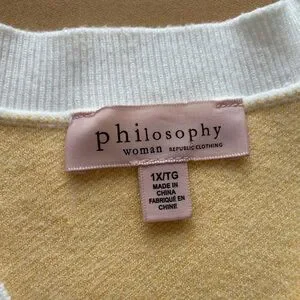 philosophy
woman REPUBLIC CLOTHING
1X/TG
MADE IN
CHINA
FABRIQUÉ EN
CHINE